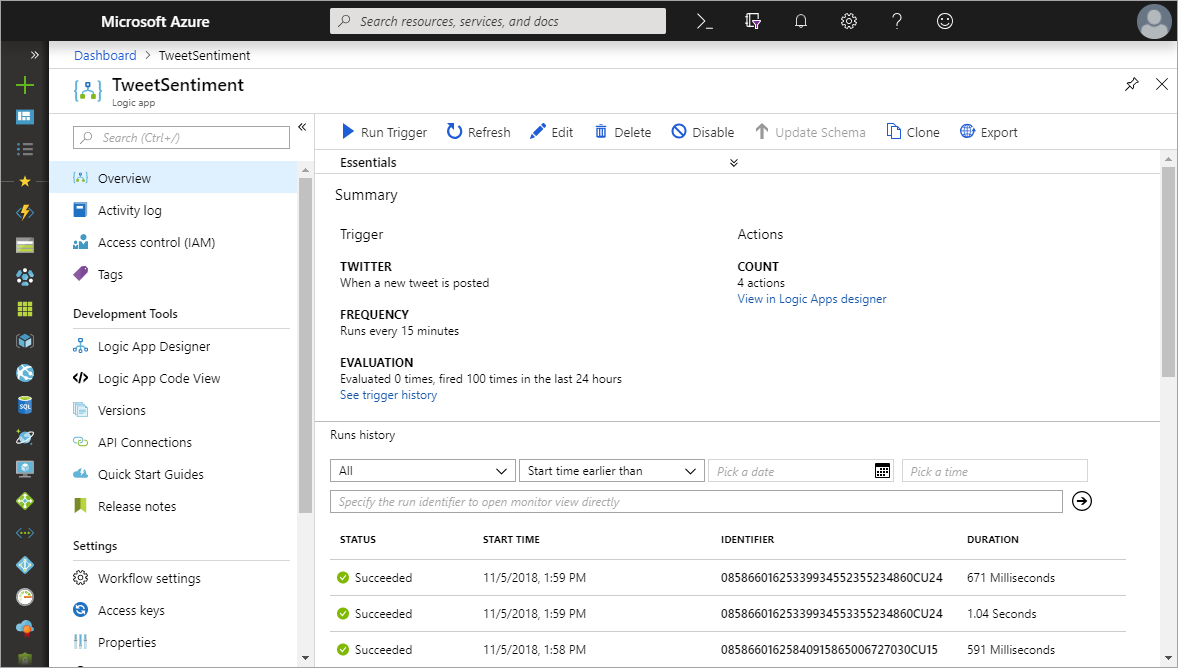 Microsoft Azure
Search resources, services, and docs
Dashboard > TweetSentiment
TweetSentiment
Logic app
Search (Ctrl+/)
Overview
Activity log
Access control (IAM)
Tags
Development Tools
Logic App Designer
Logic App Code View
Versions
API Connections
Quick Start Guides
Release notes
Settings
Workflow settings
Access keys
Properties
Run Trigger Refresh Edit Delete Disable Update Schema Clone Export
Essentials
Summary
Trigger
TWITTER
When a new tweet is posted
FREQUENCY
Runs every 15 minutes
EVALUATION
Evaluated 0 times, fired 100 times in the last 24 hours
See trigger history
Actions
COUNT
4 actions
View in Logic Apps designer
Runs history
All Start time earlier than Pick a date Pick a time
Specify the run identifier to open monitor view directly
STATUS START TIME IDENTIFIER DURATION
Succeeded 11/5/2018, 1:59 PM 08586601625339934552355234860CU24 671 Milliseconds
Succeeded 11/5/2018, 1:59 PM 08586601625339934553355234860CU24 1.04 Seconds
Succeeded 11/5/2018, 1:58 PM 08586601625840915865006727030CU15 591 Milliseconds
SQL